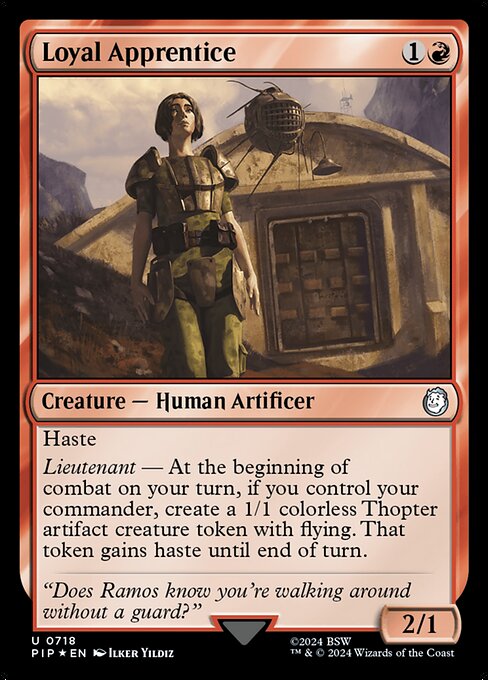 Loyal Apprentice 1
Creature — Human Artificer
Haste
Lieutenant — At the beginning of
combat on your turn, if you control your
commander, create a 1/1 colorless Thopter
artifact creature token with flying. That
token gains haste until end of turn.
“Does Ramos know you’re walking around
without a guard?”
2/1
U 0718
PIP ★ EN Ilker Yildiz
©2024 BSW
™ & © 2024 Wizards of the Coast